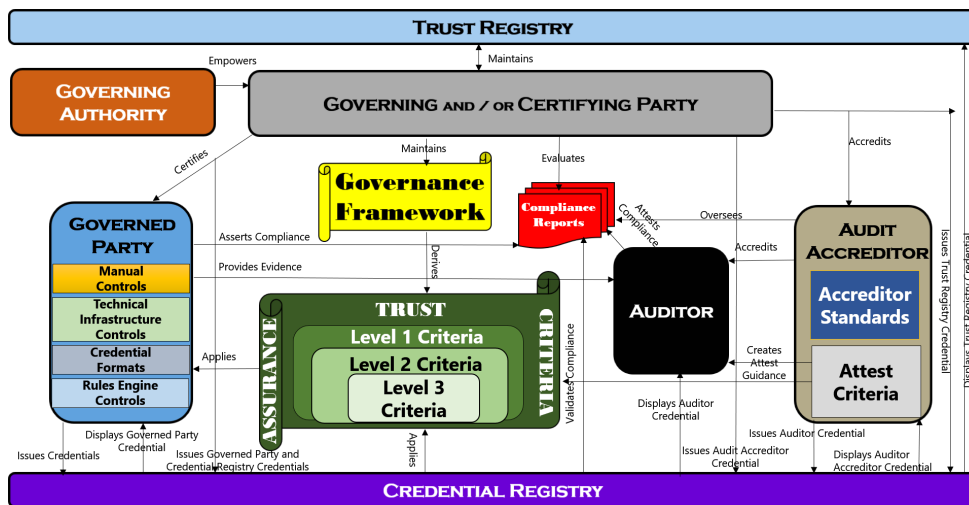 TRUST REGISTRY
Empowers
Maintains
GOVERNING
AUTHORITY
GOVERNING AND / OR CERTIFYING PARTY
Certifies
Maintains
Evaluates
Accredits
Governance
Framework
Compliance
Reports
Attests
Compliance
Oversees
GOVERNED
PARTY
Asserts Compliance
AUDIT
ACCREDITOR
Manual
Controls
Provides Evidence
Derives
Accredits
Issues Trust Registry Credential
Displays Trust Registry Credential
Technical
Infrastructure
Controls
ASSURANCE
TRUST
CRITERIA
AUDITOR
Accreditor
Standards
Level 1 Criteria
Level 2 Criteria
Level 3
Criteria
Credential
Formats
Applies
Validates Compliance
Creates
Attest
Guidance
Attest
Criteria
Rules Engine
Controls
Displays Auditor
Credential
Displays Governed Party
Credential
Issues Credentials
Issues Governed Party and
Credential Registry Credentials
Applies
Issues Audit Accreditor
Credential
Issues Auditor Credential
Displays Auditor
Accreditor Credential
CREDENTIAL REGISTRY